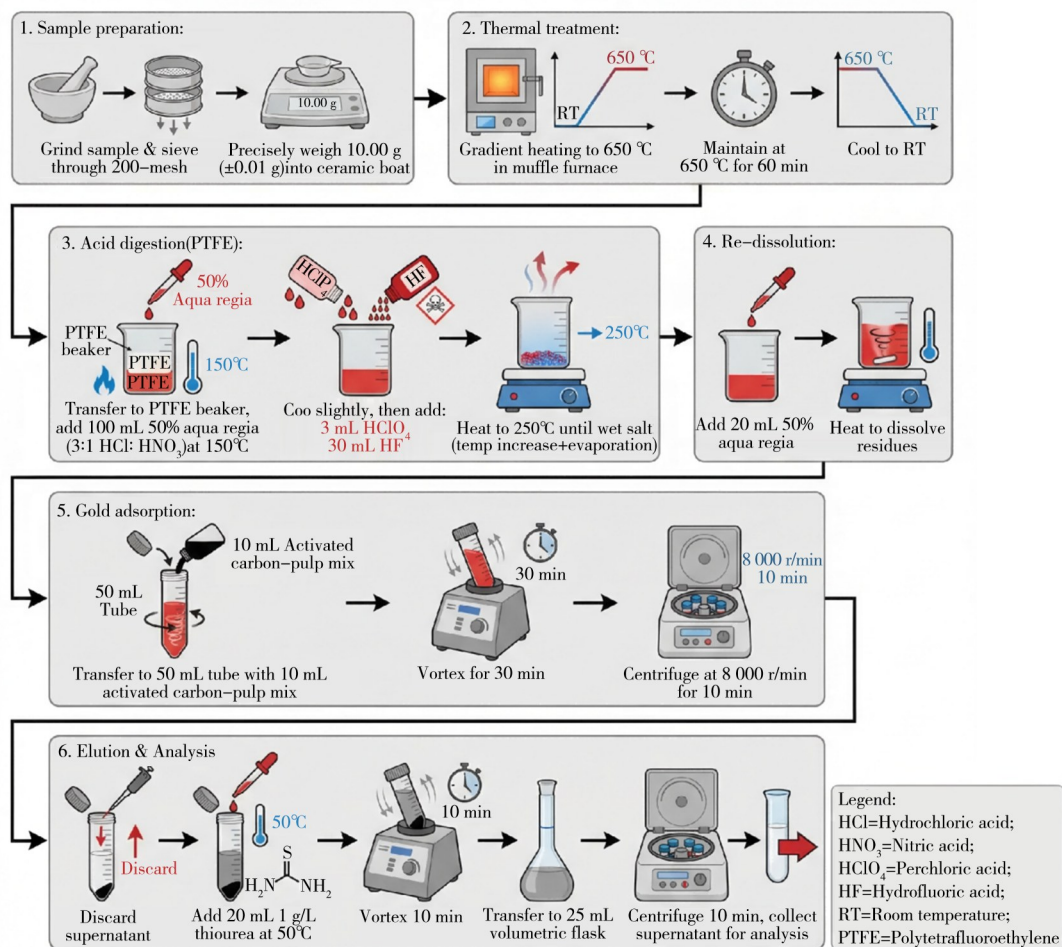 1. Sample preparation:
10.00 g
Grind sample & sieve
through 200-mesh
Precisely weigh 10.00 g
(±0.01 g)into ceramic boat
2. Thermal treatment:
650 ℃
RT
Gradient heating to 650 ℃
in muffle furnace
Maintain at
650 ℃ for 60 min
650 ℃
RT
Cool to RT
3. Acid digestion(PTFE):
50%
Aqua regia
PTFE
beaker
PTFE
PTFE
150℃
Transfer to PTFE beaker,
add 100 mL 50% aqua regia
(3:1 HCl: HNO₃)at 150℃
HClP₄
HF
Coo slightly, then add:
3 mL HClO₄
30 mL HF
250℃
Heat to 250℃ until wet salt
(temp increase+evaporation)
4. Re-dissolution:
Add 20 mL 50%
aqua regia
Heat to dissolve
residues
5. Gold adsorption:
10 mL Activated
carbon-pulp mix
50 mL
Tube
Transfer to 50 mL tube with 10 mL
activated carbon-pulp mix
30 min
Vortex for 30 min
8 000 r/min
10 min
Centrifuge at 8 000 r/min
for 10 min
6. Elution & Analysis
Discard
Discard
supernatant
50℃
S
H₂N
NH₂
Add 20 mL 1 g/L
thiourea at 50℃
10 min
Vortex 10 min
Transfer to 25 mL
volumetric flask
Centrifuge 10 min, collect
supernatant for analysis
Legend:
HCl=Hydrochloric acid;
HNO₃=Nitric acid;
HClO₄=Perchloric acid;
HF=Hydrofluoric acid;
RT=Room temperature;
PTFE=Polytetrafluoroethylene